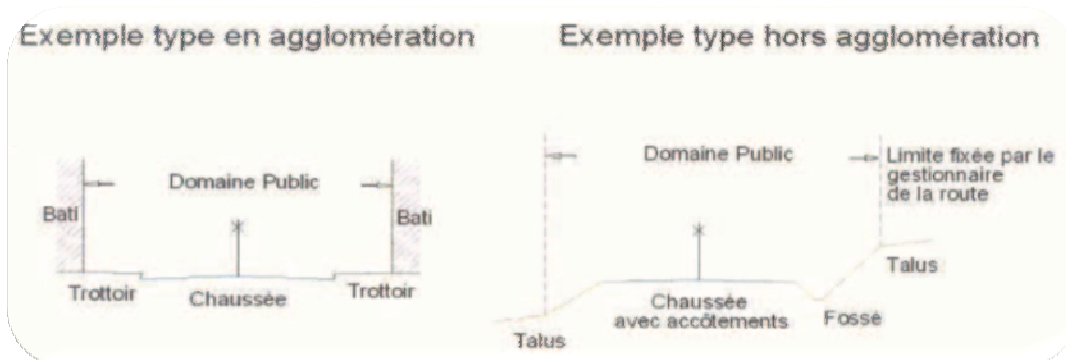 Exemple type en agglomération
Domaine Public
Bati
Bati
Trottoir
Chaussée
Trottoir
Exemple type hors agglomération
Domaine Public
Limite fixée par le
gestionnaire
de la route
Talus
Chaussée
avec accôtements
Fossé
Talus